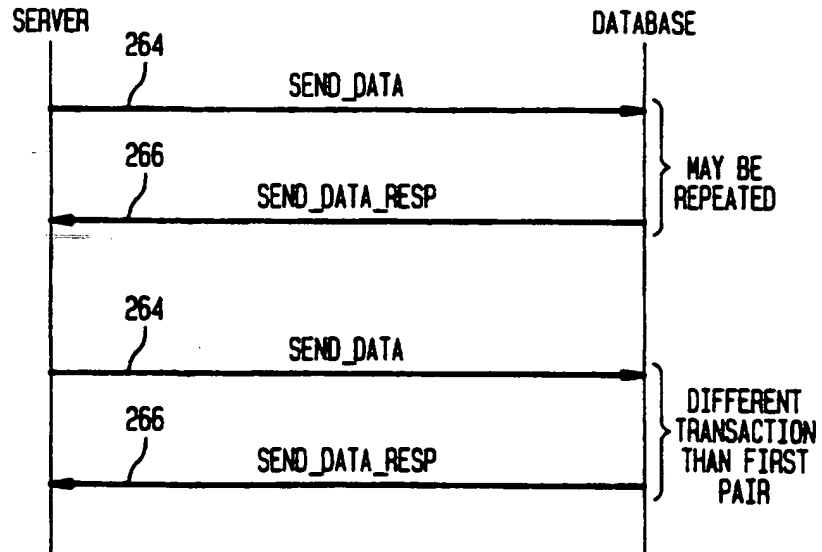 SERVER
DATABASE
264
SEND_DATA
266
SEND_DATA_RESP
MAY BE
REPEATED
264
SEND_DATA
266
SEND_DATA_RESP
DIFFERENT
TRANSACTION
THAN FIRST
PAIR